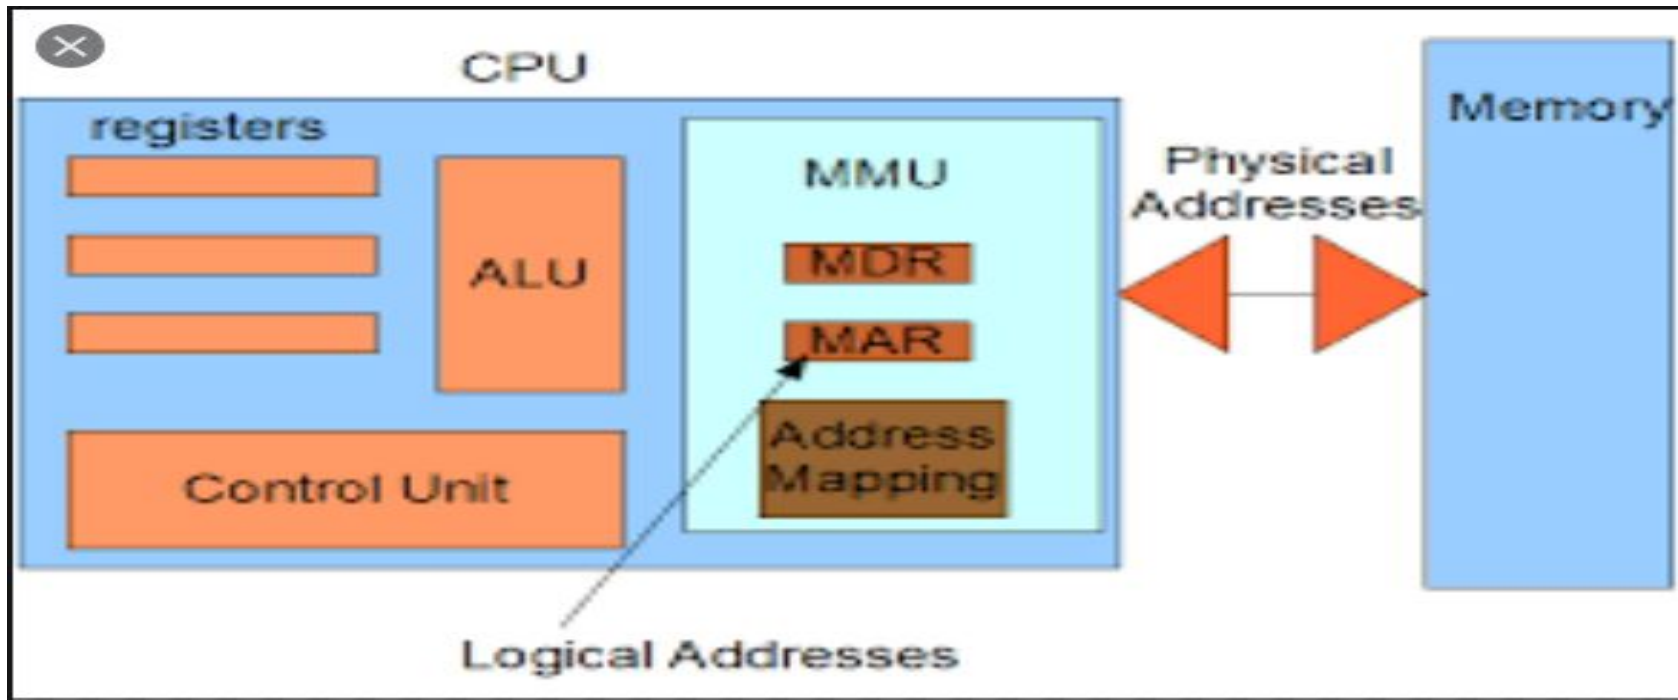 CPU
registers
ALU
Control Unit
MMU
MDR
MAR
Address
Mapping
Physical
Addresses
Memory
Logical Addresses